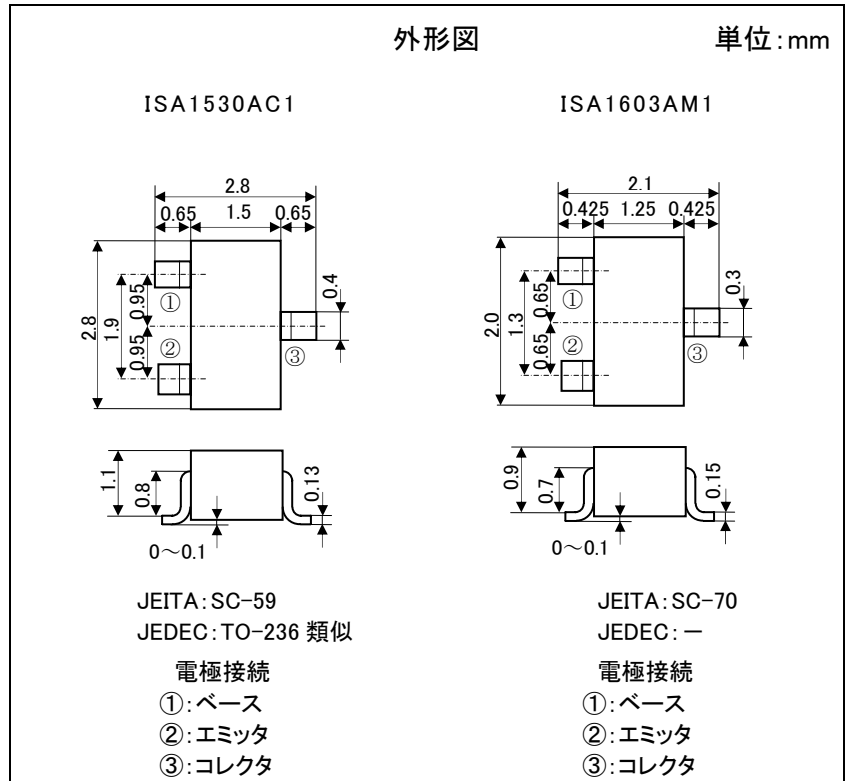 外形図 単位:mm
ISA1530AC1
2.8
0.65 1.5 0.65
2.8
1.9
0.95
0.95
0.4
①
②
③
1.1
0.8
0.13
0～0.1
JEITA:SC-59
JEDEC:TO-236 類似
電極接続
①:ベース
②:エミッタ
③:コレクタ
ISA1603AM1
2.1
0.425 1.25 0.425
2.0
1.3
0.65
0.65
0.3
①
②
③
0.9
0.7
0.15
0～0.1
JEITA:SC-70
JEDEC:－
電極接続
①:ベース
②:エミッタ
③:コレクタ